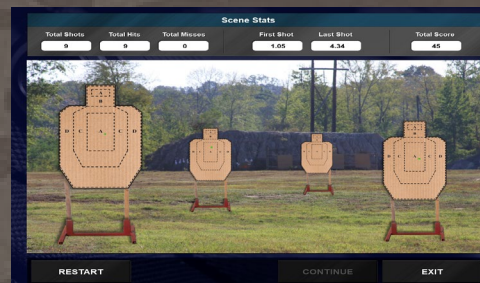 Scene Stats
Total Shots Total Hits Total Misses First Shot Last Shot Total Score
9 9 0 1.05 4.34 45
B
D C A C D
C D
RESTART CONTINUE EXIT